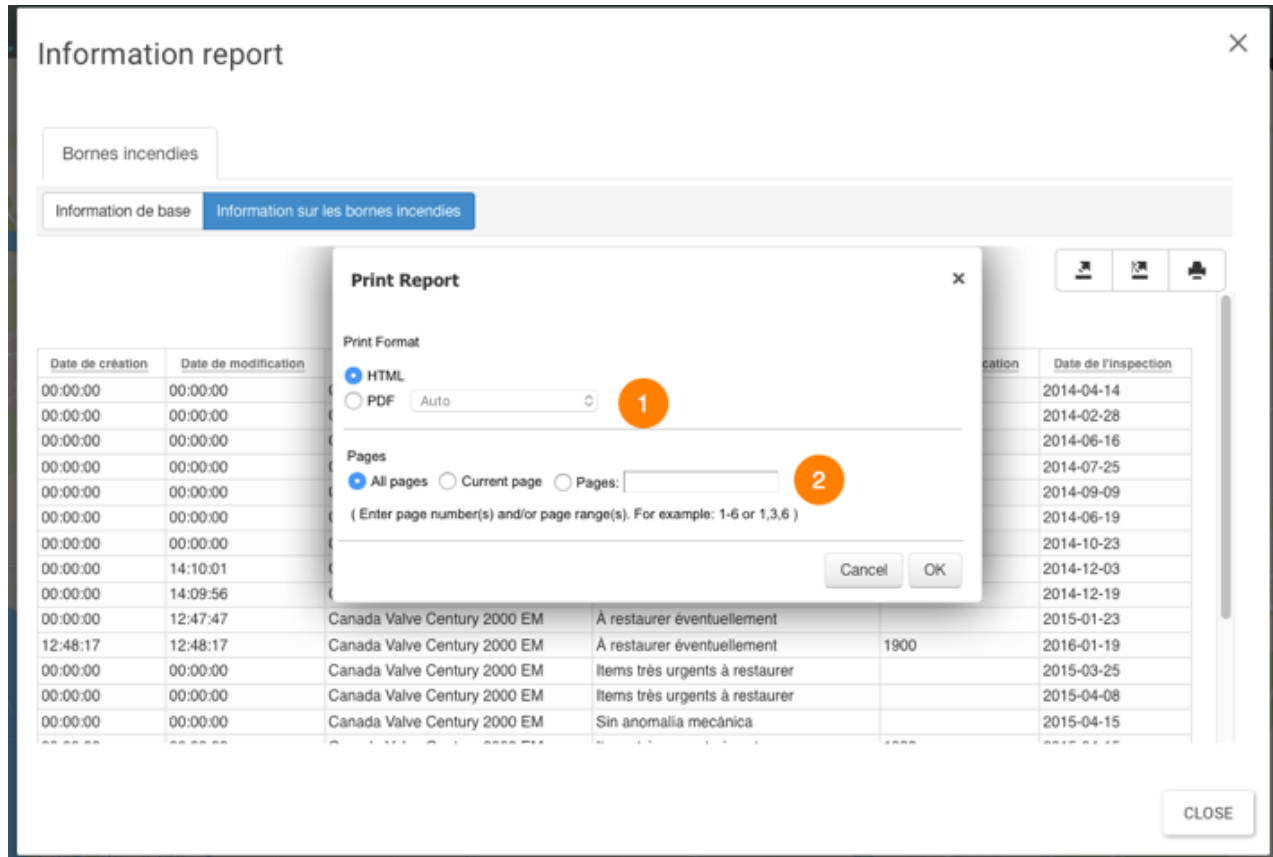 Information report
Bornes incendies
Information de base Information sur les bornes incendies
Print Report
Print Format
HTML
PDF Auto 1
Pages
All pages Current page Pages: 2
( Enter page number(s) and/or page range(s). For example: 1-6 or 1,3,6 )
Cancel OK
Date de création Date de modification cation Date de l'inspection
00:00:00 00:00:00 2014-04-14
00:00:00 00:00:00 2014-02-28
00:00:00 00:00:00 2014-06-16
00:00:00 00:00:00 2014-07-25
00:00:00 00:00:00 2014-09-09
00:00:00 00:00:00 2014-06-19
00:00:00 00:00:00 2014-10-23
00:00:00 14:10:01 2014-12-03
00:00:00 14:09:56 2014-12-19
00:00:00 12:47:47 Canada Valve Century 2000 EM À restaurer éventuellement 2015-01-23
12:48:17 12:48:17 Canada Valve Century 2000 EM À restaurer éventuellement 1900 2016-01-19
00:00:00 00:00:00 Canada Valve Century 2000 EM Items très urgents à restaurer 2015-03-25
00:00:00 00:00:00 Canada Valve Century 2000 EM Items très urgents à restaurer 2015-04-08
00:00:00 00:00:00 Canada Valve Century 2000 EM Sin anomalía mecánica 2015-04-15
CLOSE